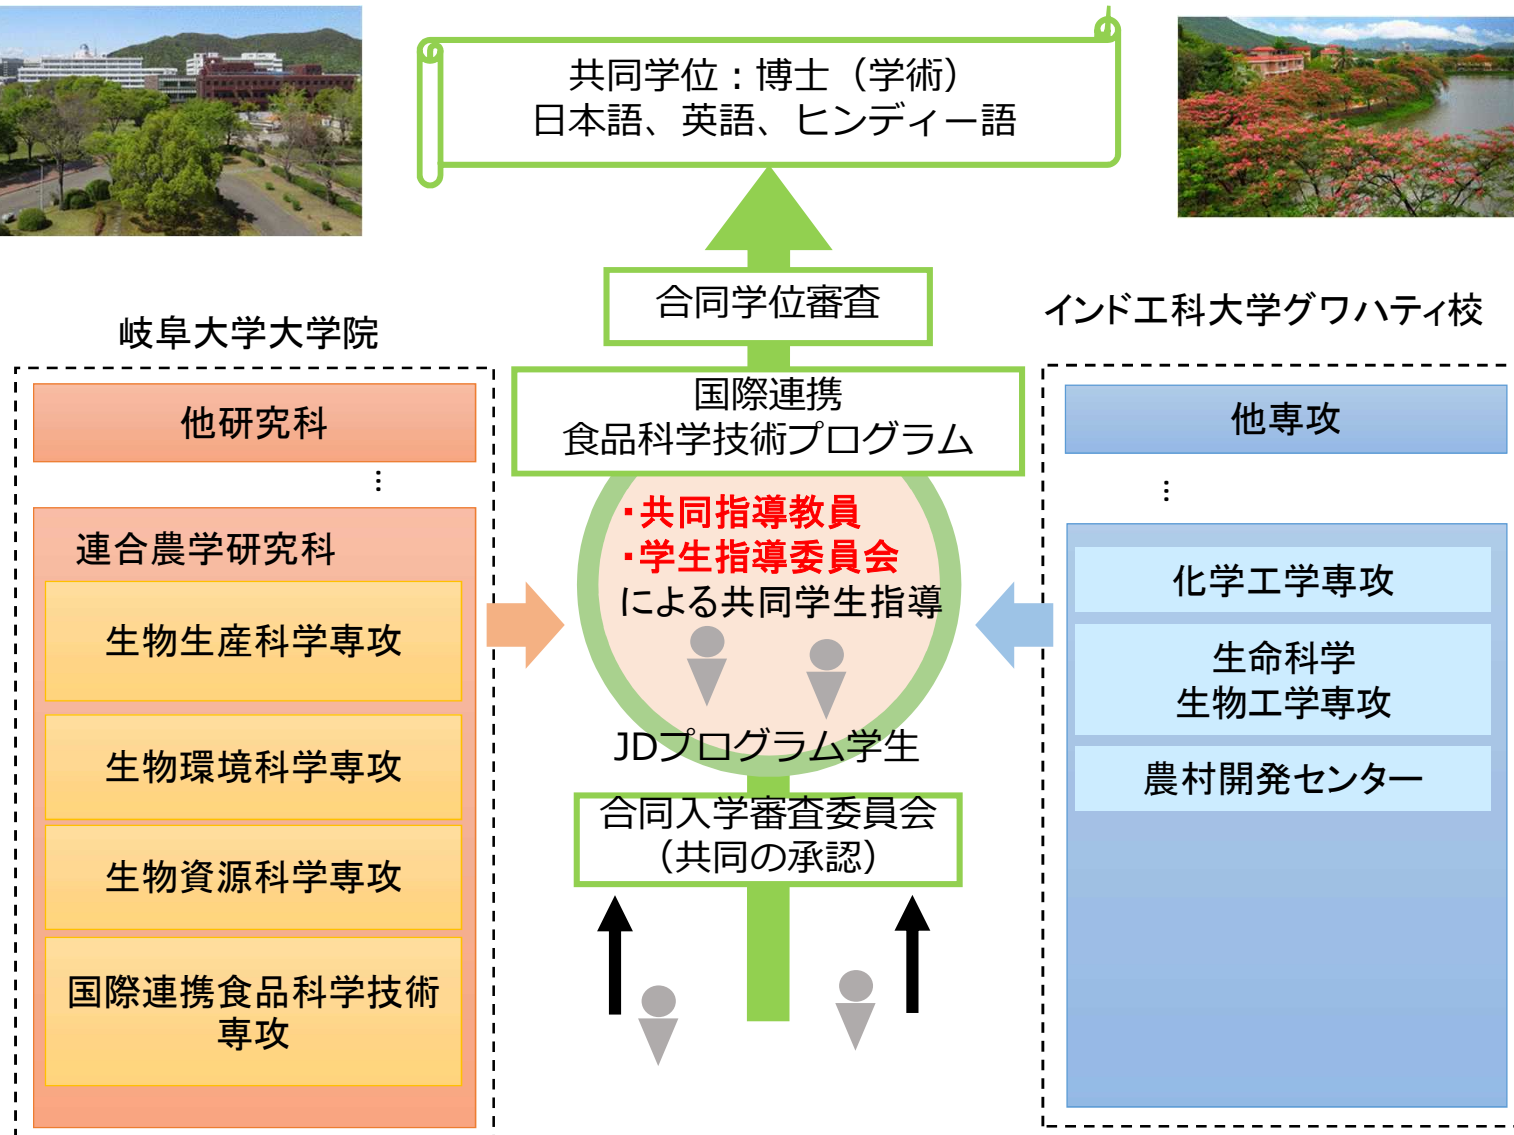 共同学位：博士（学術）
日本語、英語、ヒンディー語
合同学位審査
岐阜大学大学院
インド工科大学グワハティ校
他研究科
…
連合農学研究科
生物生産科学専攻
生物環境科学専攻
生物資源科学専攻
国際連携食品科学技術
専攻
国際連携
食品科学技術プログラム
・共同指導教員
・学生指導委員会
による共同学生指導
JDプログラム学生
合同入学審査委員会
（共同の承認）
他専攻
…
化学工学専攻
生命科学
生物工学専攻
農村開発センター